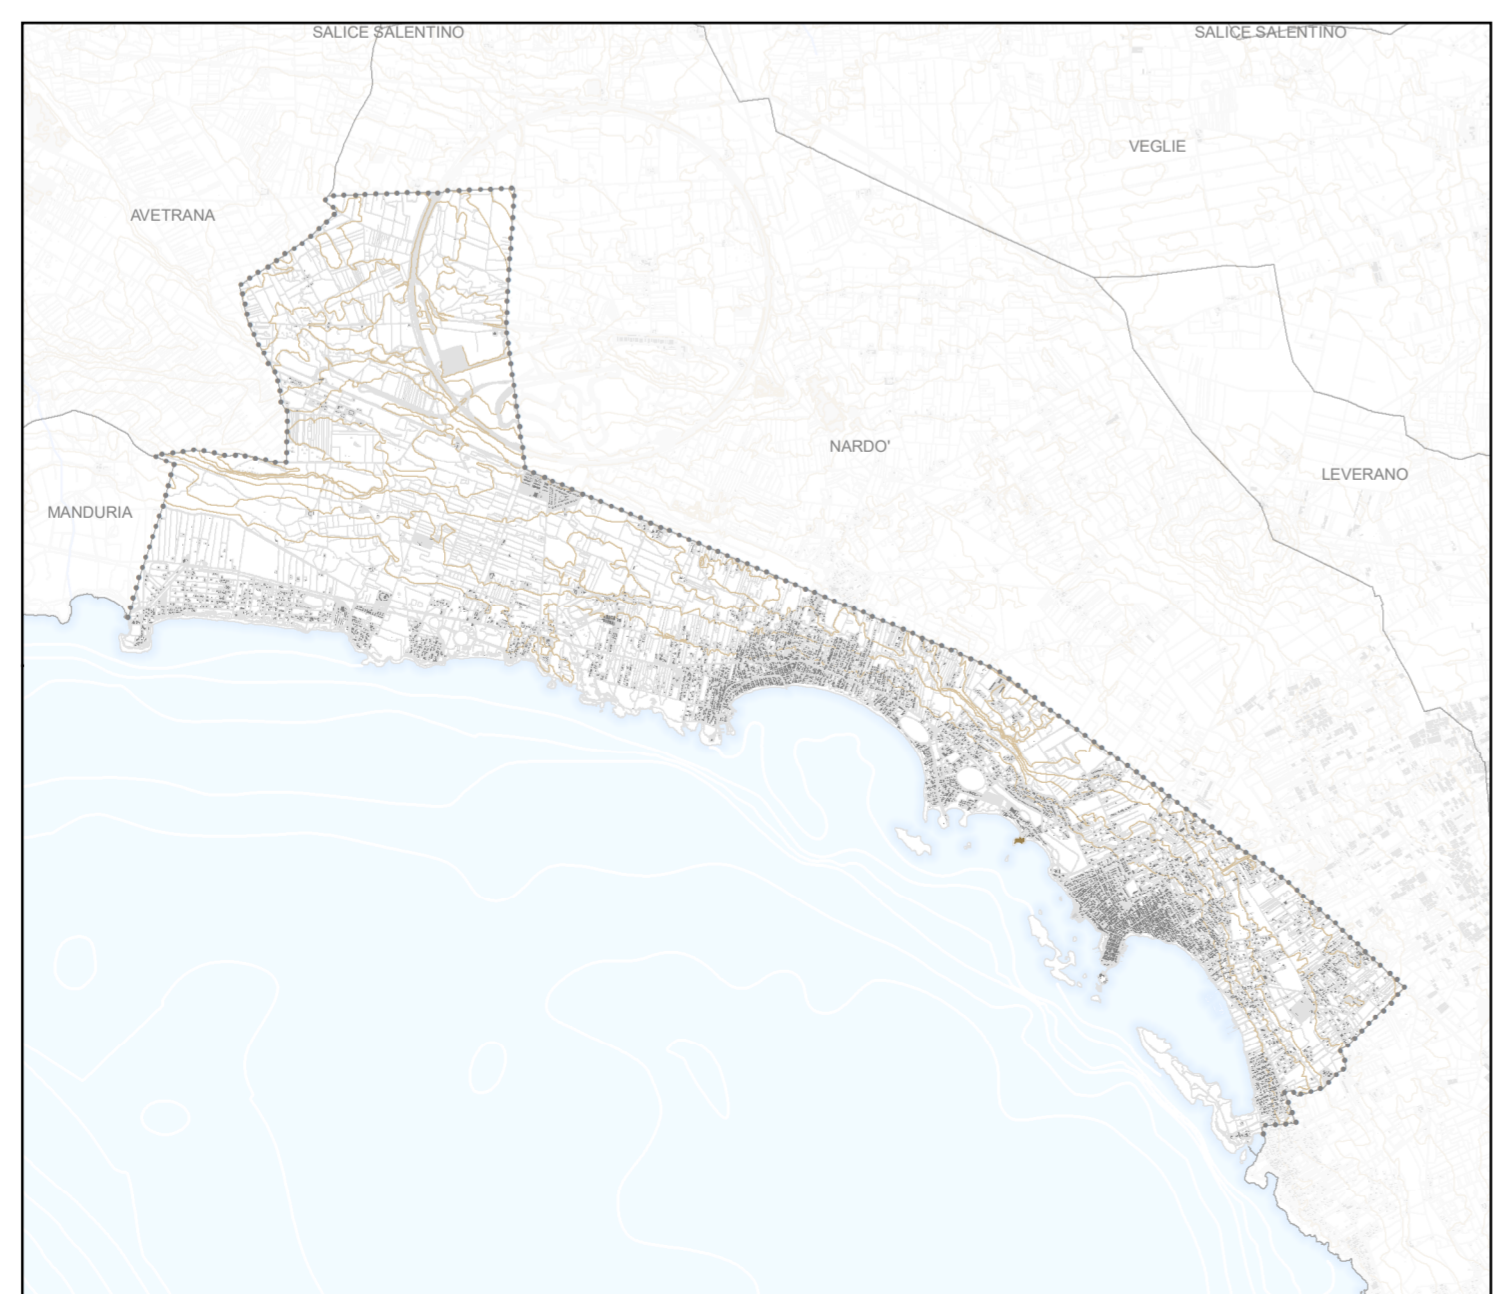 SALICE SALENTINO
SALICE SALENTINO
VEGLIE
AVETRANA
NARDO'
LEVERANO
MANDURIA